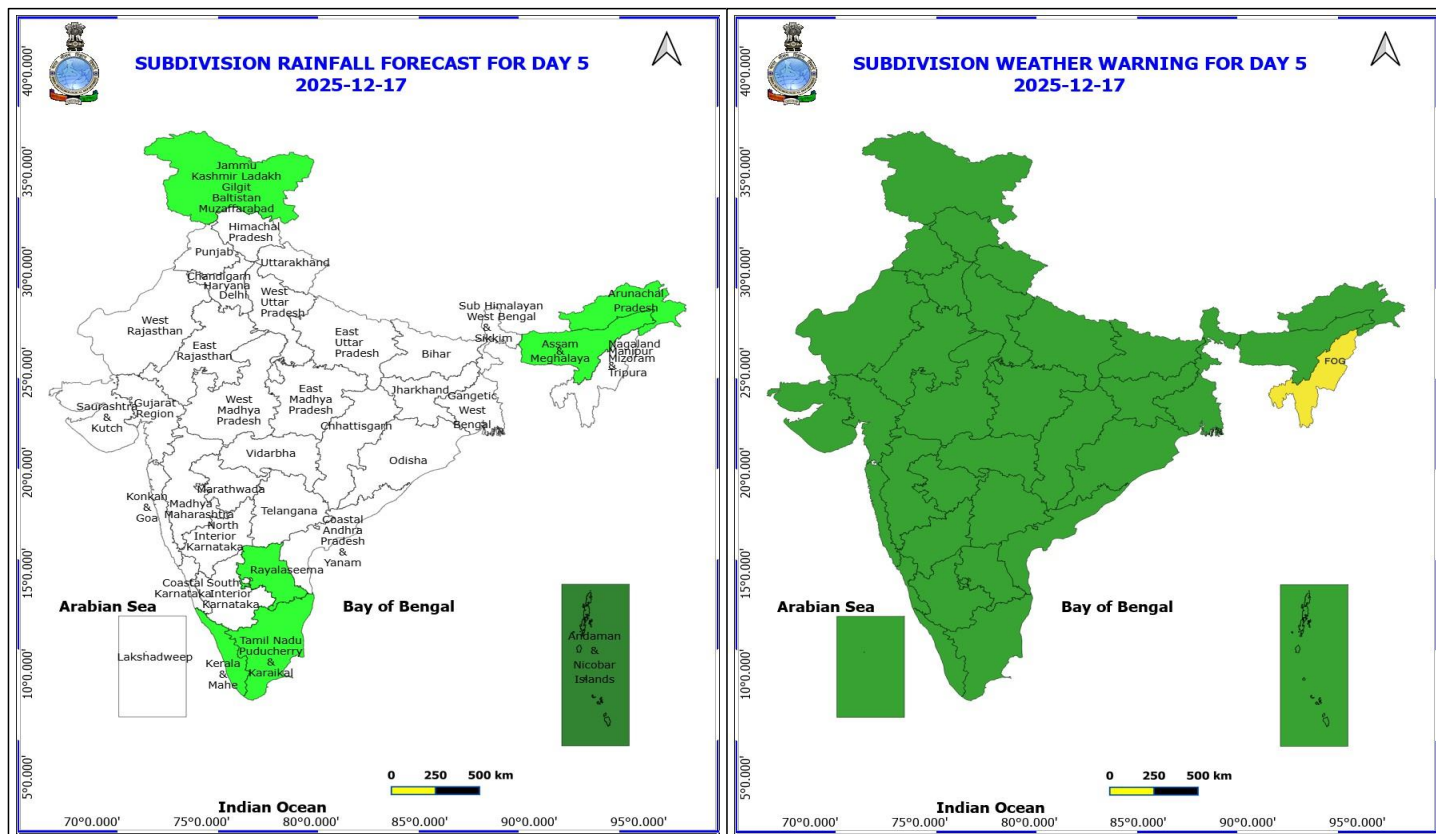 SUBDIVISION RAINFALL FORECAST FOR DAY 5
2025-12-17
40°0.000'
35°0.000'
30°0.000'
25°0.000'
20°0.000'
15°0.000'
10°0.000'
5°0.000'
Jammu
Kashmir Ladakh
Gilgit
Baltistan
Muzaffarabad
Himachal
Pradesh
Punjab
Uttarakhand
Chandigarh
Haryana
Delhi
West
Uttar
Pradesh
West
Rajasthan
East
Rajasthan
East
Uttar
Pradesh
Bihar
Sub Himalayan
West Bengal
&
Sikkim
Arunachal
Pradesh
Assam
&
Meghalaya
Nagaland
Manipur
Mizoram
&
Tripura
Saurashtra
&
Kutch
Gujarat
Region
West
Madhya
Pradesh
East
Madhya
Pradesh
Jharkhand
Gangetic
West
Bengal
Chhattisgarh
Vidarbha
Odisha
Konkan
&
Goa
Madhya
Maharashtra
Marathwada
Telangana
North
Interior
Karnataka
Coastal
Andhra
Pradesh
&
Yanam
Rayalaseema
Coastal
Karnataka
South
Interior
Karnataka
Arabian Sea
Bay of Bengal
Lakshadweep
Kerala
&
Mahe
Tamil Nadu
Puducherry
&
Karaikal
Andaman
&
Nicobar
Islands
0 250 500 km
Indian Ocean
70°0.000' 75°0.000' 80°0.000' 85°0.000' 90°0.000' 95°0.000'
SUBDIVISION WEATHER WARNING FOR DAY 5
2025-12-17
40°0.000'
35°0.000'
30°0.000'
25°0.000'
20°0.000'
15°0.000'
10°0.000'
5°0.000'
FOG
Arabian Sea
Bay of Bengal
0 250 500 km
Indian Ocean
70°0.000' 75°0.000' 80°0.000' 85°0.000' 90°0.000' 95°0.000'